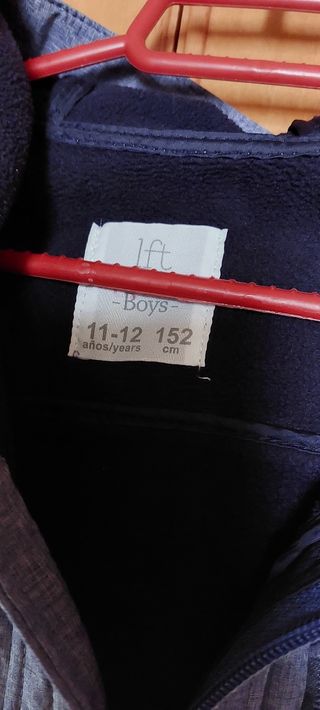 lft
-Boys-
11-12 152
años/years cm